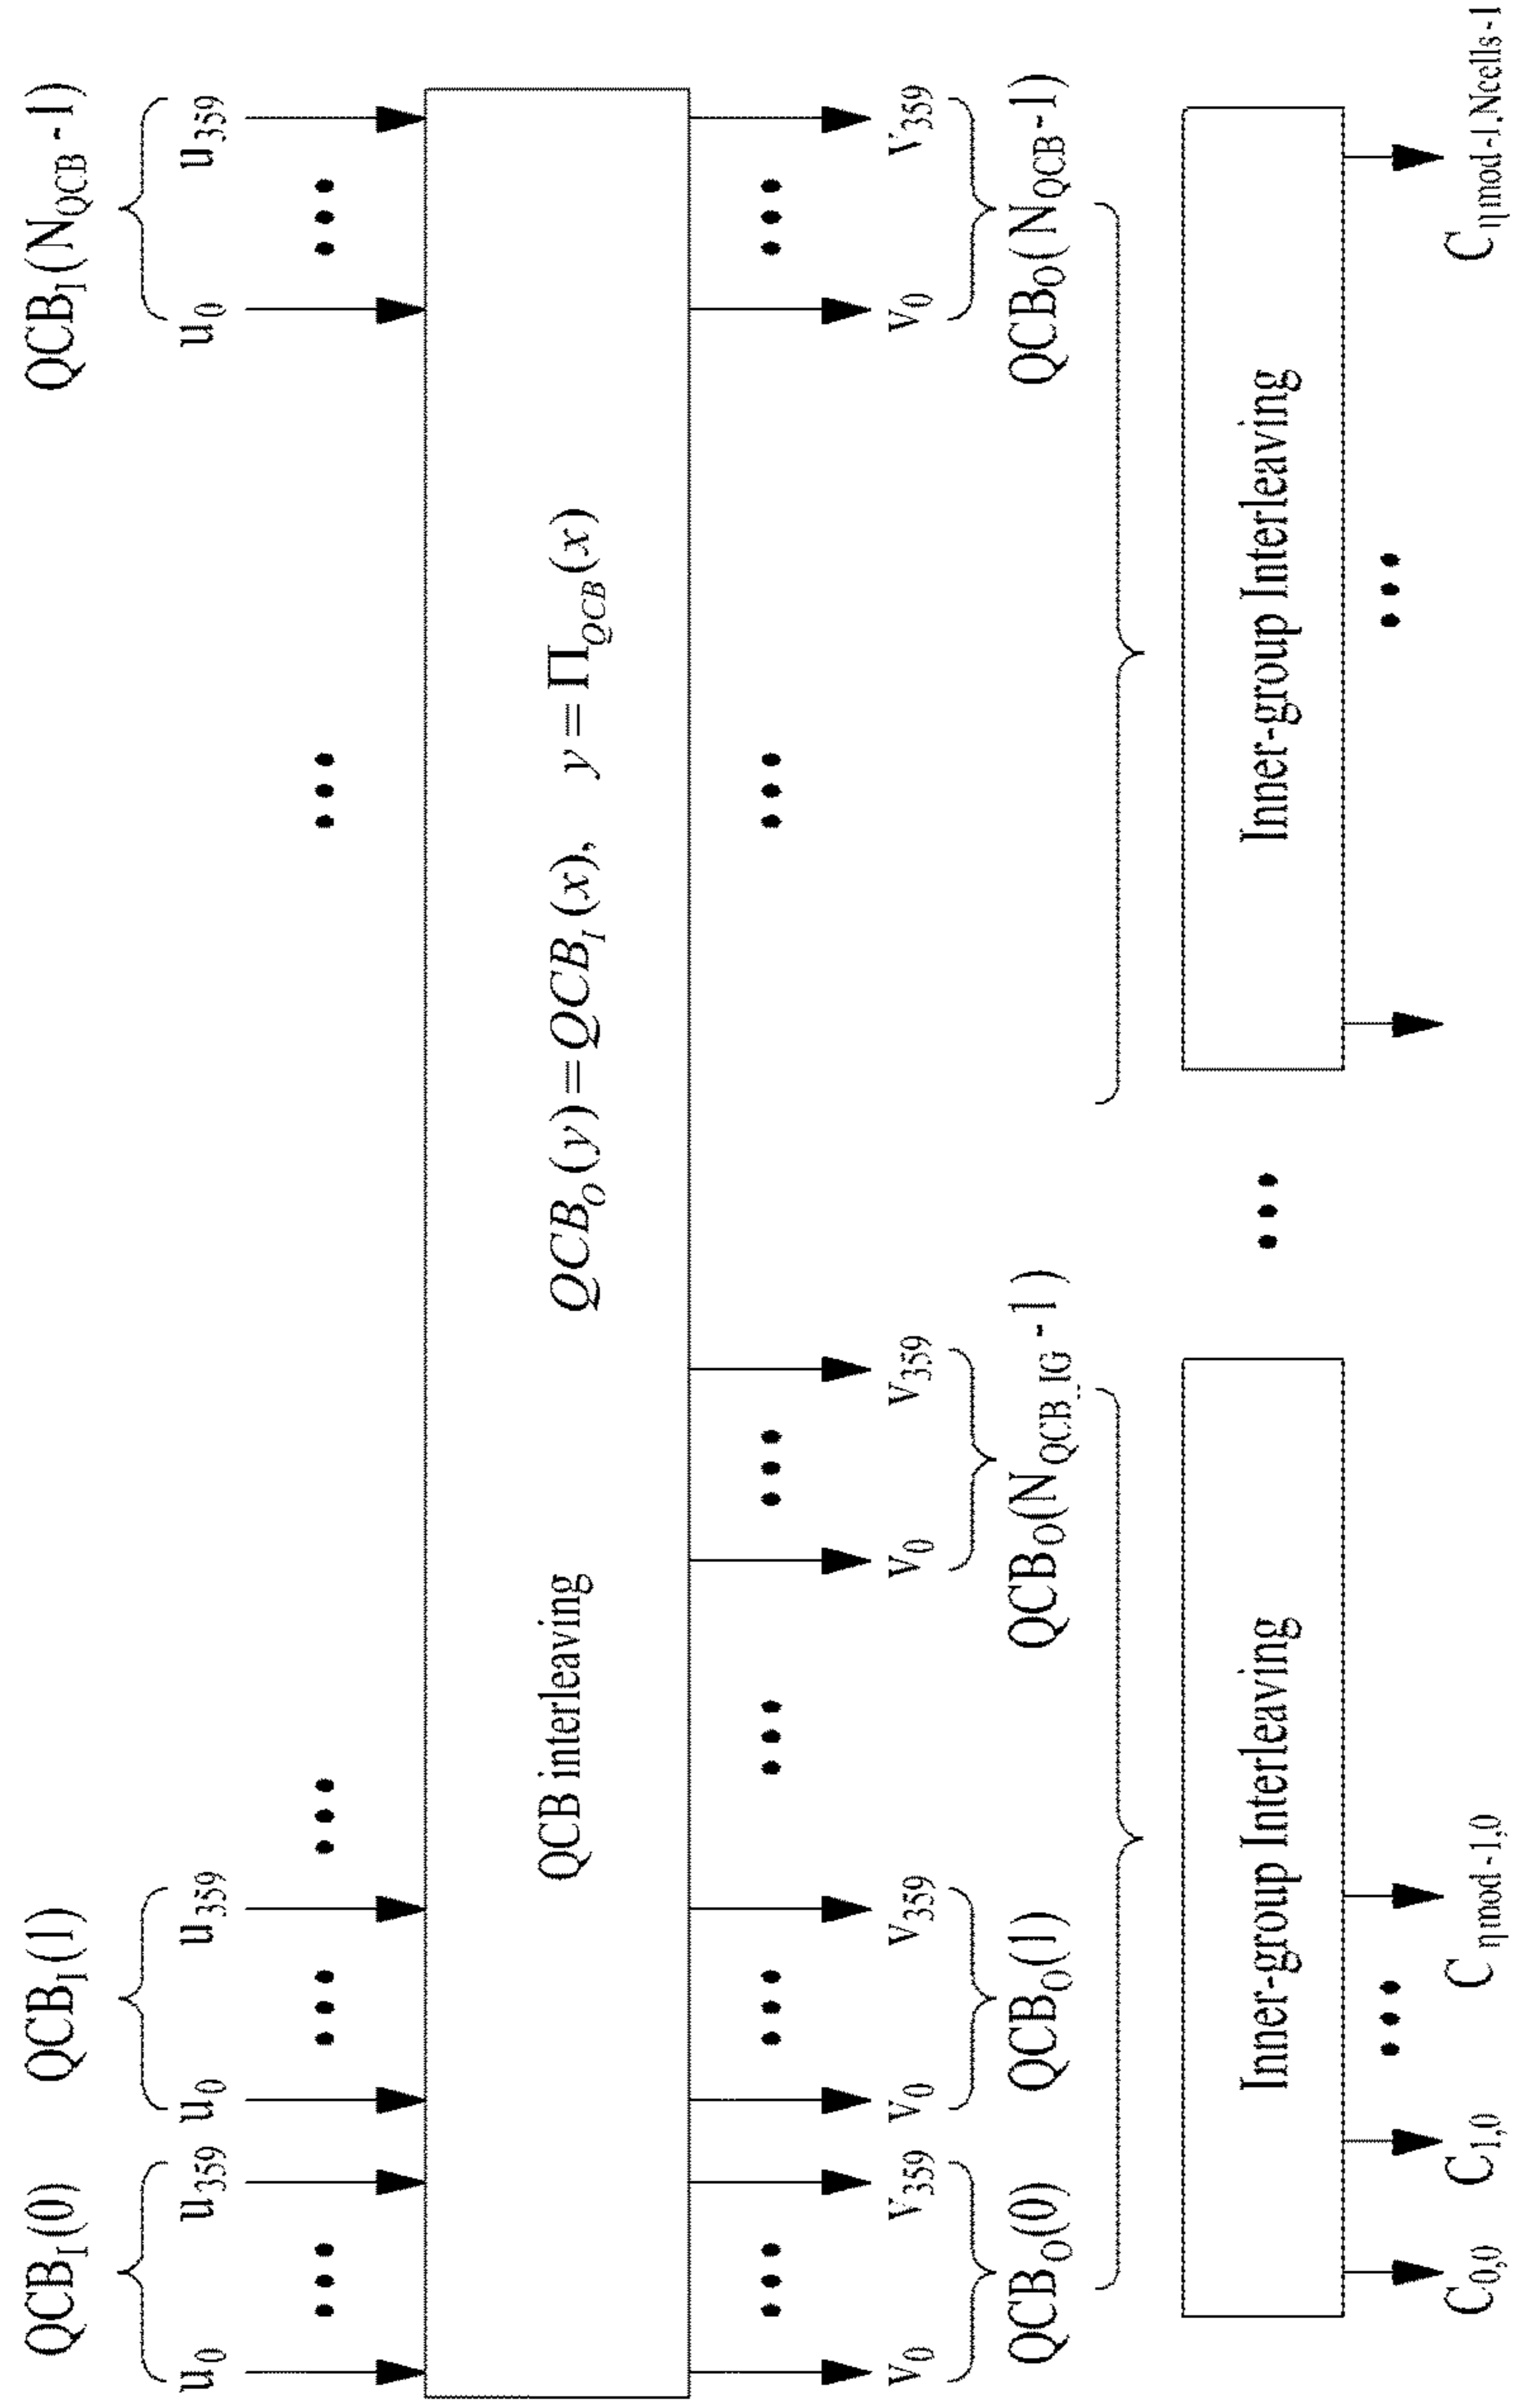 QCB_I(0) QCB_I(1) QCB_I(N_QCB-1)
u_0 ••• u_359 u_0 ••• u_359 ••• ••• u_0 ••• u_359
QCB interleaving QCB_O(y)=QCB_I(x), y=Π_QCB(x)
••• ••• ••• ••• ••• •••
v_0 v_359 v_0 v_359 v_0 v_359 v_0 v_359
QCB_O(0) QCB_O(1) QCB_O(N_QCB_IG-1) QCB_O(N_QCB-1)
Inner-group Interleaving ••• Inner-group Interleaving
••• •••
C_0,0 C_1,0 C_ηmod-1,0 C_ηmod-1,Ncells-1